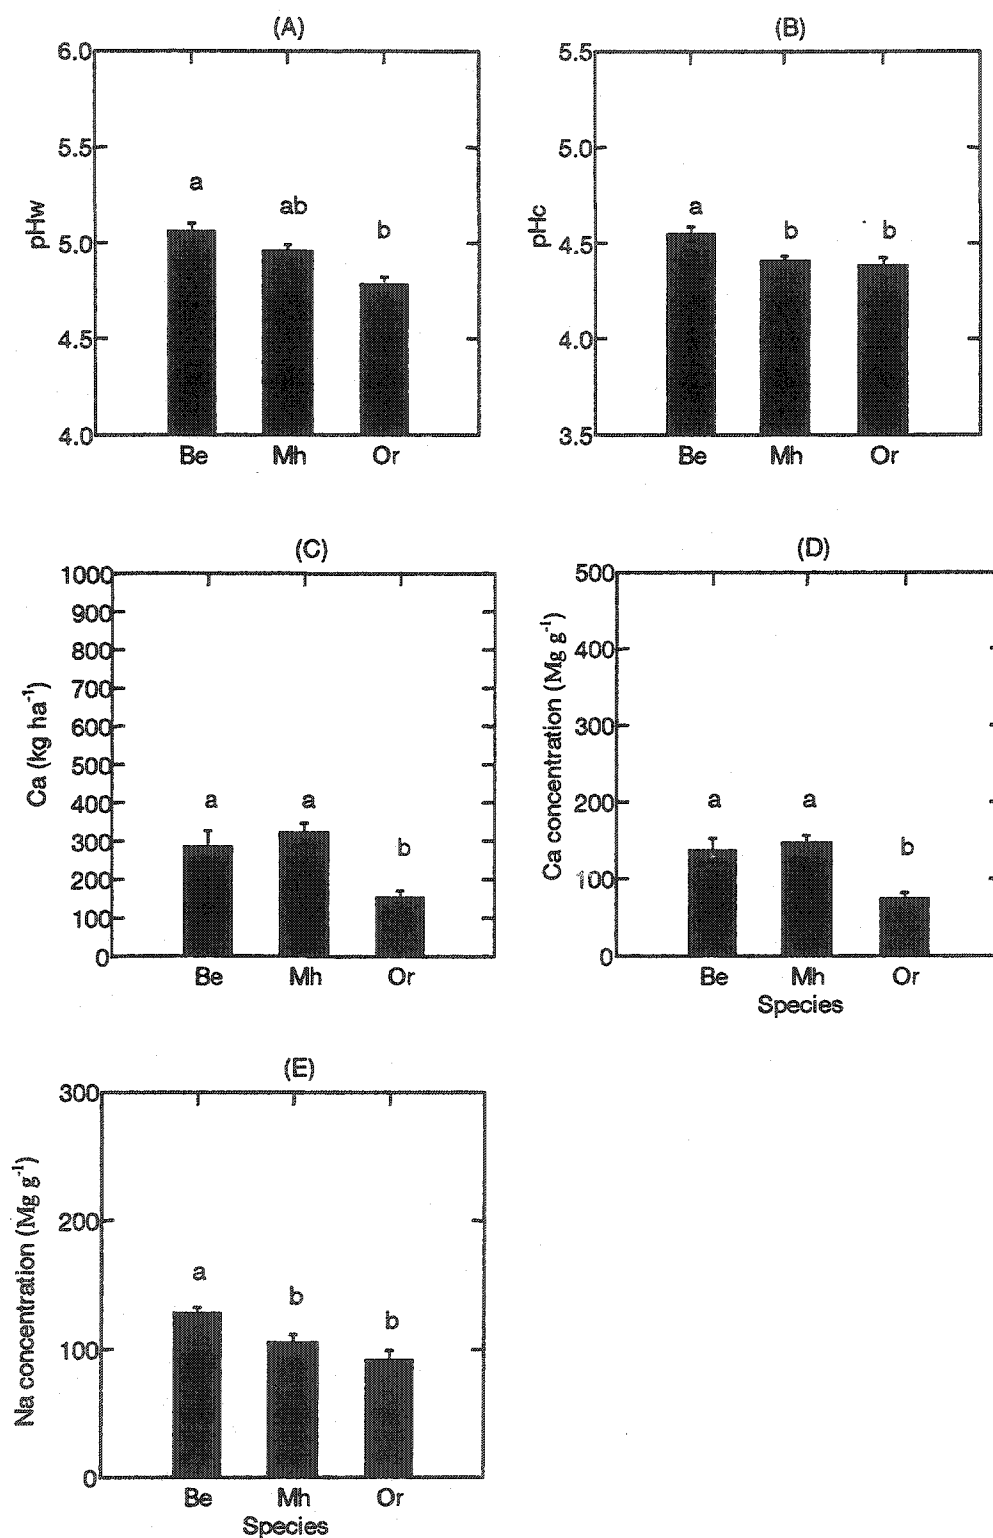 (A)
6.0
5.5
5.0
4.5
4.0
pHw
a
ab
b
Be Mh Or
(B)
5.5
5.0
4.5
4.0
3.5
pHc
a
b
b
Be Mh Or
(C)
1000
900
800
700
600
500
400
300
200
100
0
Ca (kg ha⁻¹)
a
a
b
Be Mh Or
(D)
500
400
300
200
100
0
Ca concentration (Mg g⁻¹)
a
a
b
Be Mh Or
Species
(E)
300
200
100
0
Na concentration (Mg g⁻¹)
a
b
b
Be Mh Or
Species